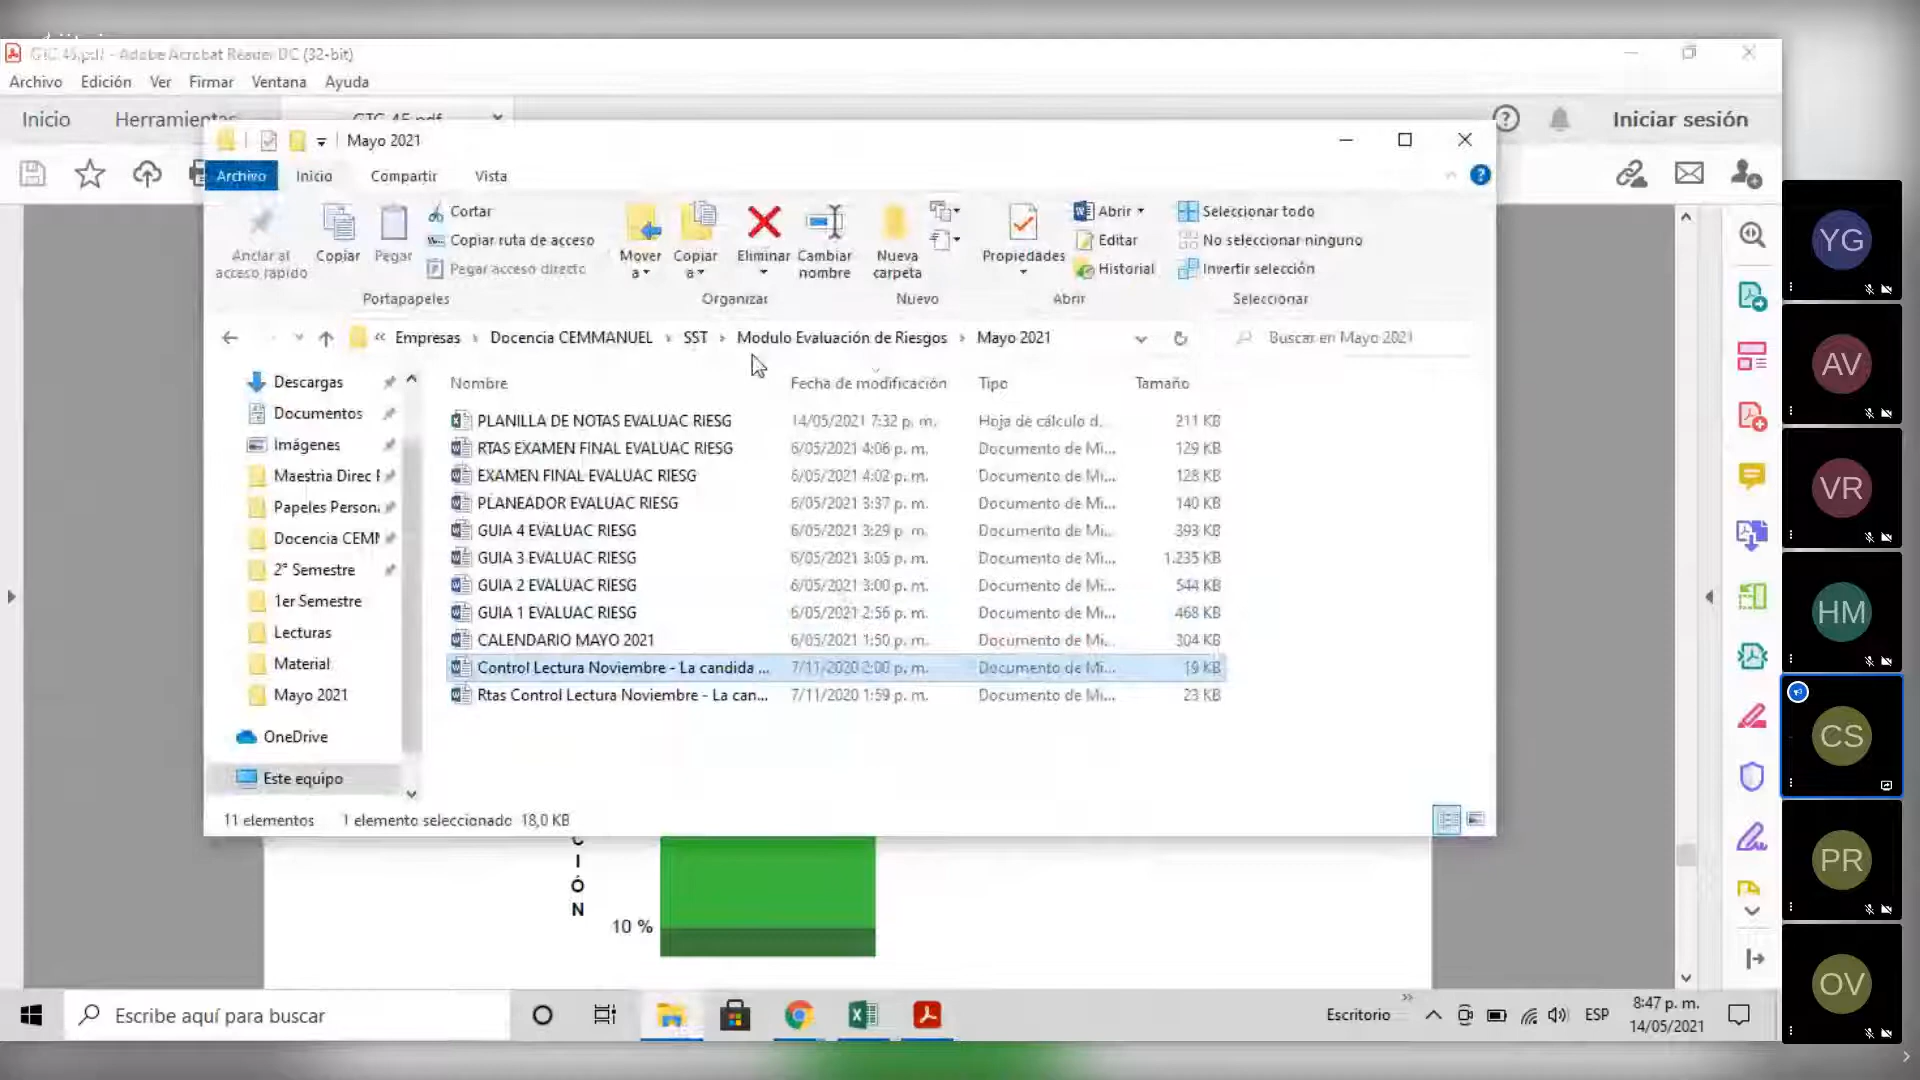 GTC 45.pdf - Adobe Acrobat Reader DC (32-bit)
Archivo Edición Ver Firmar Ventana Ayuda
Inicio Herramientas GTC 45.pdf Iniciar sesión
Mayo 2021
Archivo Inicio Compartir Vista
Anclar al acceso rápido
Copiar
Pegar
Cortar
Copiar ruta de acceso
Pegar acceso directo
Mover a
Copiar a
Eliminar
Cambiar nombre
Nueva carpeta
Propiedades
Abrir
Editar
Historial
Seleccionar todo
No seleccionar ninguno
Invertir selección
Portapapeles Organizar Nuevo Abrir Seleccionar
« Empresas › Docencia CEMMANUEL › SST › Modulo Evaluación de Riesgos › Mayo 2021
Buscar en Mayo 2021
Descargas
Documentos
Imágenes
Maestria Direc
Papeles Person
Docencia CEM
2° Semestre
1er Semestre
Lecturas
Material
Mayo 2021
OneDrive
Este equipo
Nombre Fecha de modificación Tipo Tamaño
PLANILLA DE NOTAS EVALUAC RIESG 14/05/2021 7:32 p. m. Hoja de cálculo d... 211 KB
RTAS EXAMEN FINAL EVALUAC RIESG 6/05/2021 4:06 p. m. Documento de Mi... 129 KB
EXAMEN FINAL EVALUAC RIESG 6/05/2021 4:02 p. m. Documento de Mi... 128 KB
PLANEADOR EVALUAC RIESG 6/05/2021 3:37 p. m. Documento de Mi... 140 KB
GUIA 4 EVALUAC RIESG 6/05/2021 3:29 p. m. Documento de Mi... 393 KB
GUIA 3 EVALUAC RIESG 6/05/2021 3:05 p. m. Documento de Mi... 1.235 KB
GUIA 2 EVALUAC RIESG 6/05/2021 3:00 p. m. Documento de Mi... 544 KB
GUIA 1 EVALUAC RIESG 6/05/2021 2:56 p. m. Documento de Mi... 468 KB
CALENDARIO MAYO 2021 6/05/2021 1:50 p. m. Documento de Mi... 304 KB
Control Lectura Noviembre - La candida ... 7/11/2020 2:00 p. m. Documento de Mi... 19 KB
Rtas Control Lectura Noviembre - La can... 7/11/2020 1:59 p. m. Documento de Mi... 23 KB
11 elementos 1 elemento seleccionado 18,0 KB
C
I
Ó
N
10 %
YG
AV
VR
HM
CS
PR
OV
Escribe aquí para buscar
Escritorio
ESP
8:47 p. m.
14/05/2021